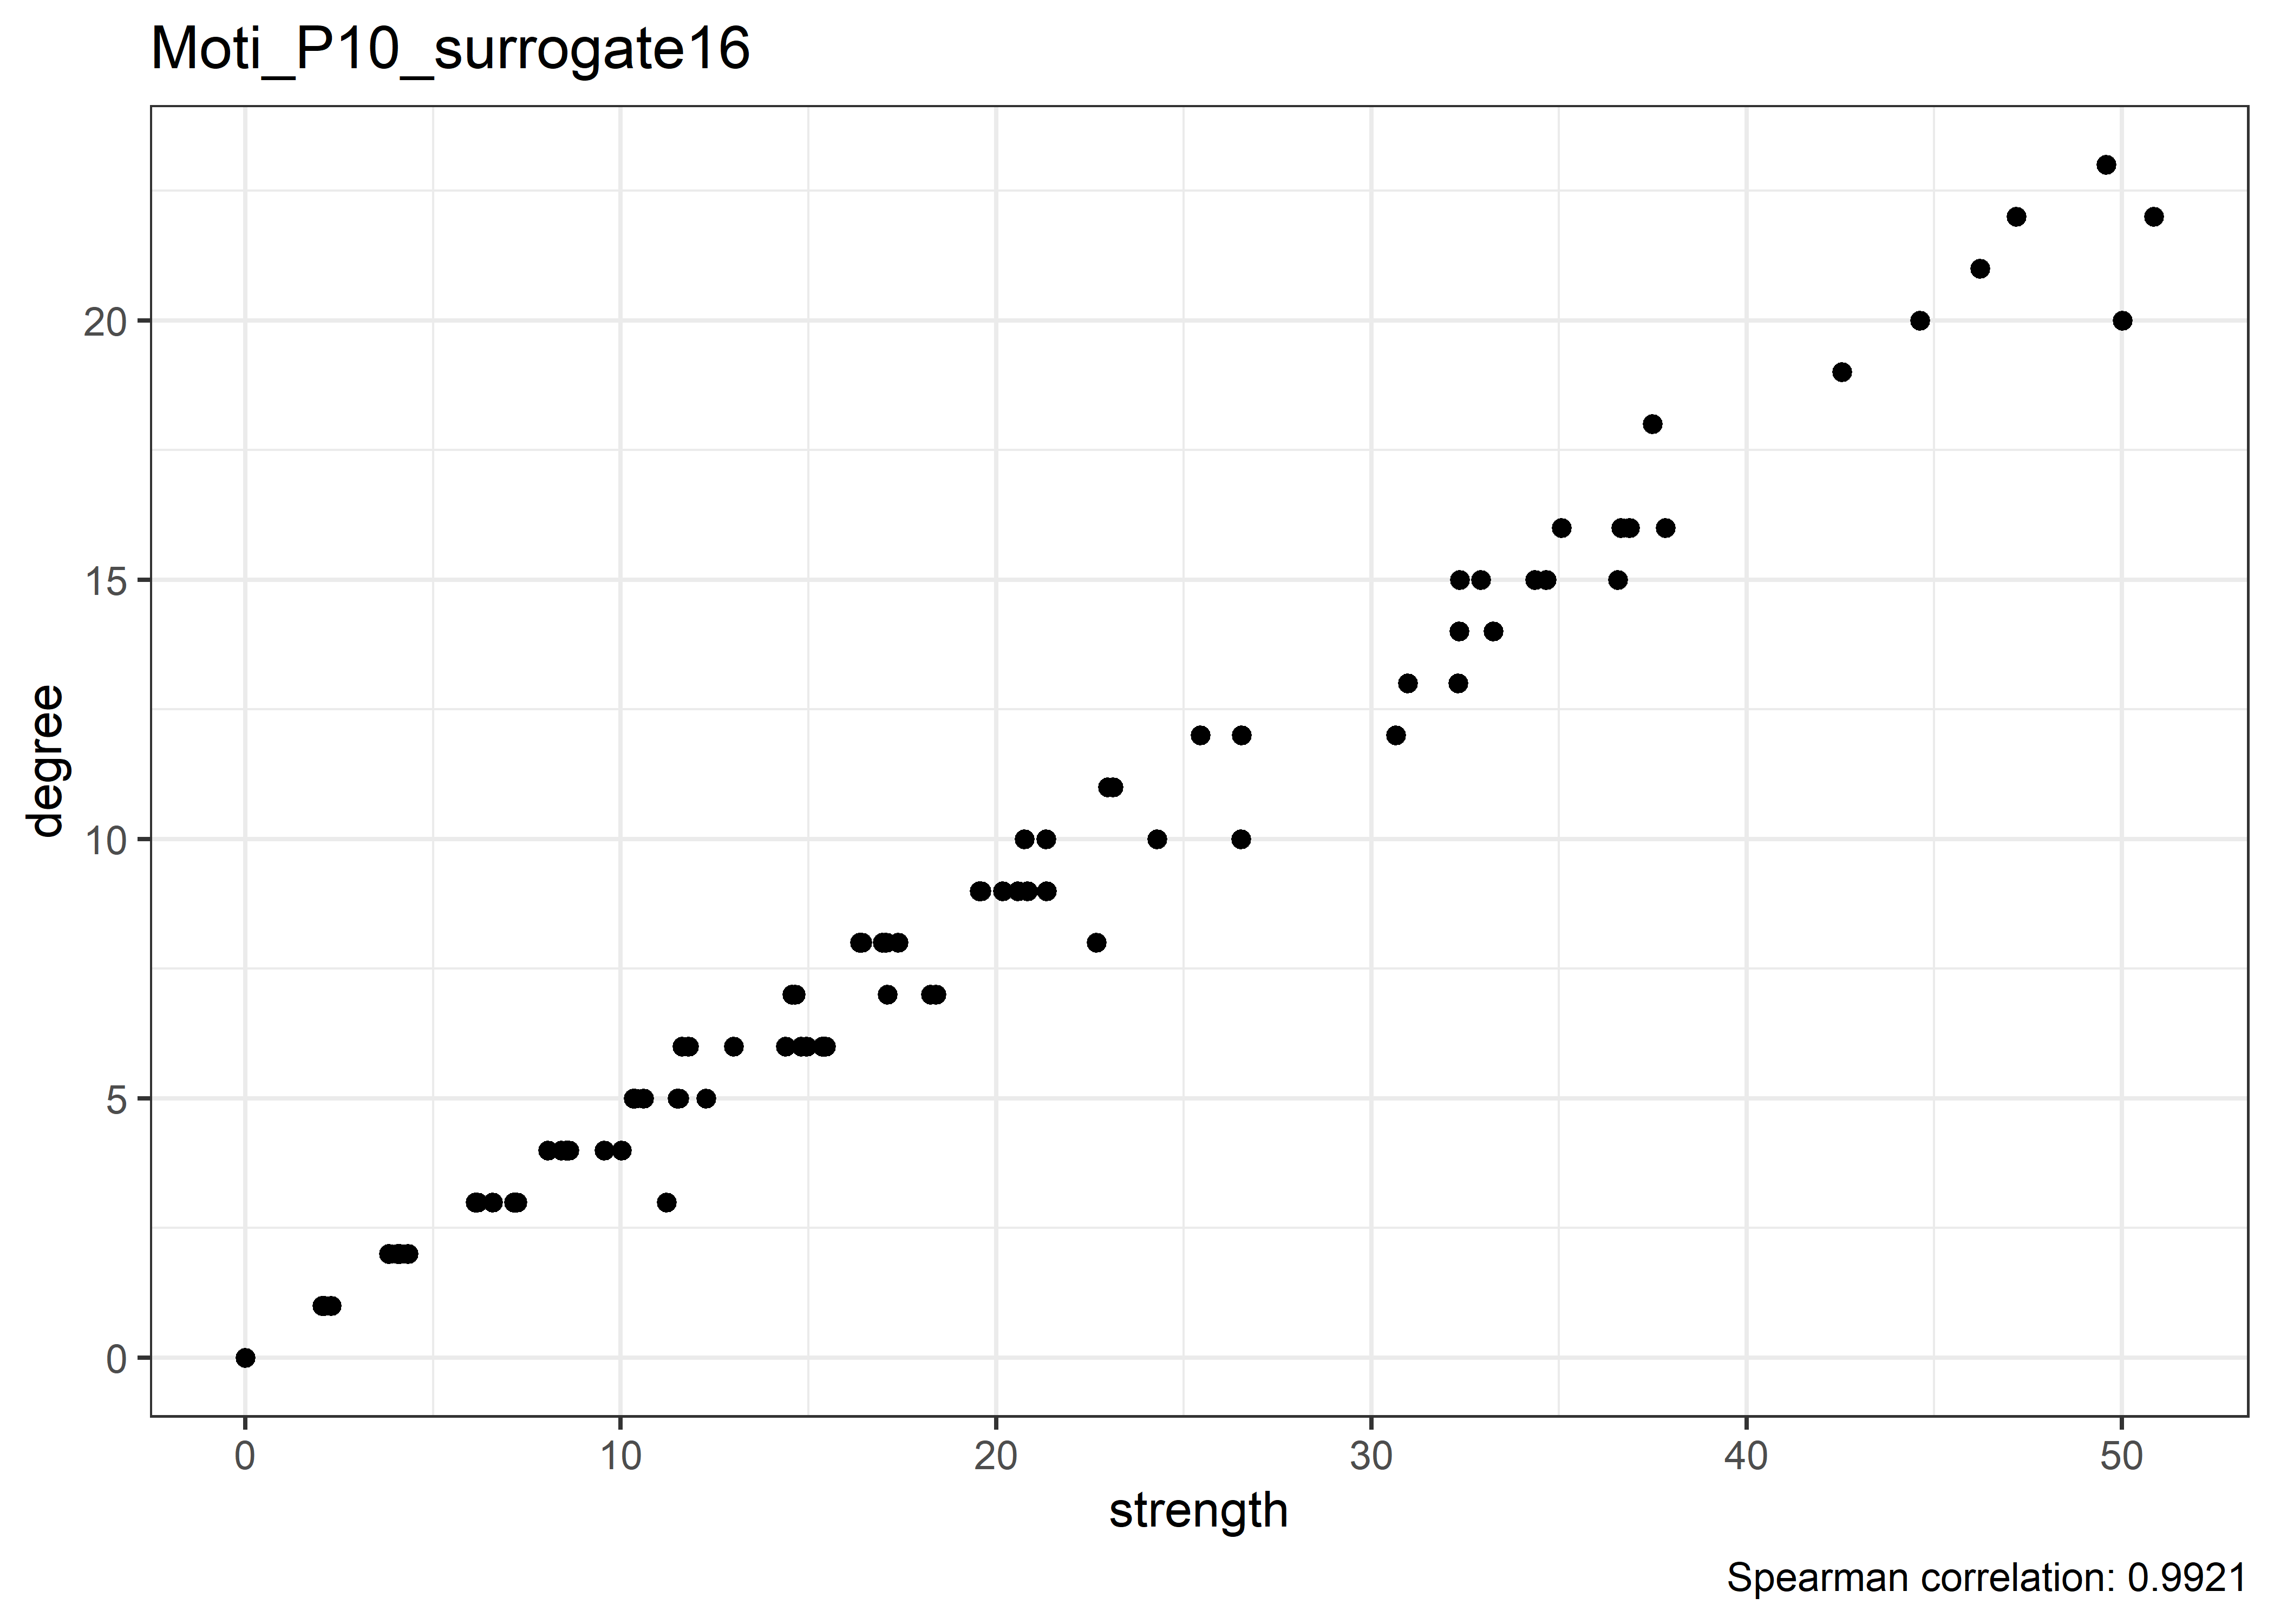 Moti_P10_surrogate16
degree
20
15
10
5
0
0 10 20 30 40 50
strength
Spearman correlation: 0.9921